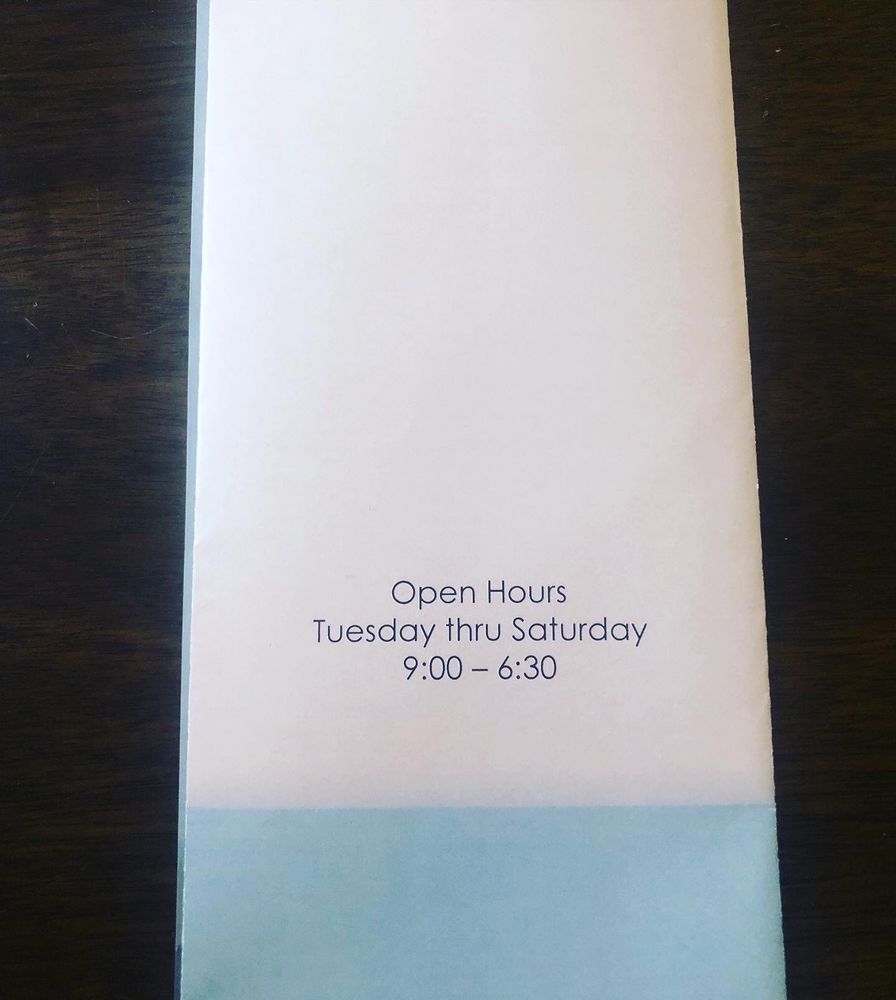 Open Hours
Tuesday thru Saturday
9:00 – 6:30